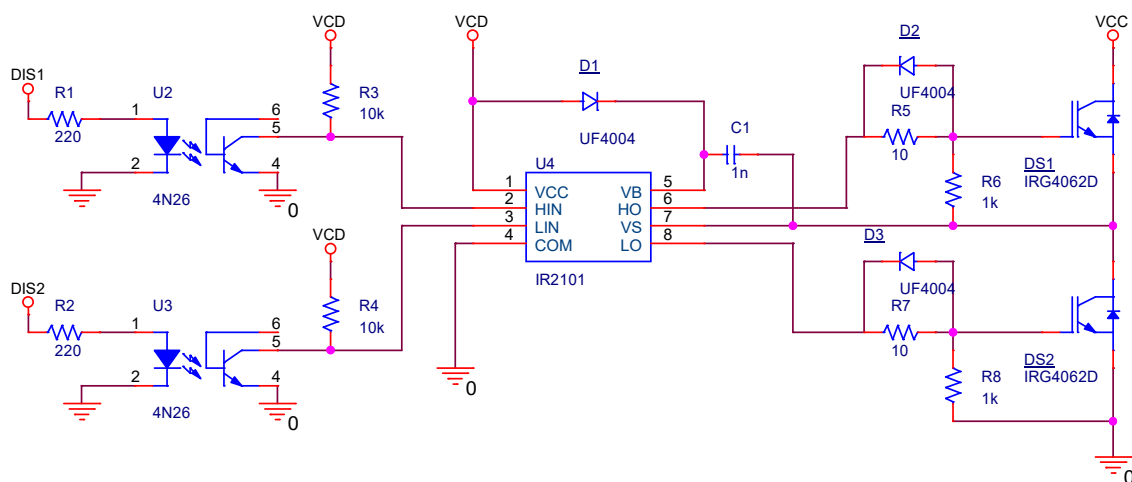 VCD
VCD
VCC
D2
D1
DIS1
R1
U2
R3
10k
UF4004
R5
C1
1
6
5
220
2
4
UF4004
10
1n
U4
4N26
0
1 VCC VB 5
2 HIN HO 6
3 LIN VS 7
4 COM LO 8
IR2101
DS1
IRG4062D
R6
1k
D3
VCD
DIS2
R2
U3
R4
10k
UF4004
R7
1
6
5
220
2
4
10
4N26
0
0
DS2
IRG4062D
R8
1k
0